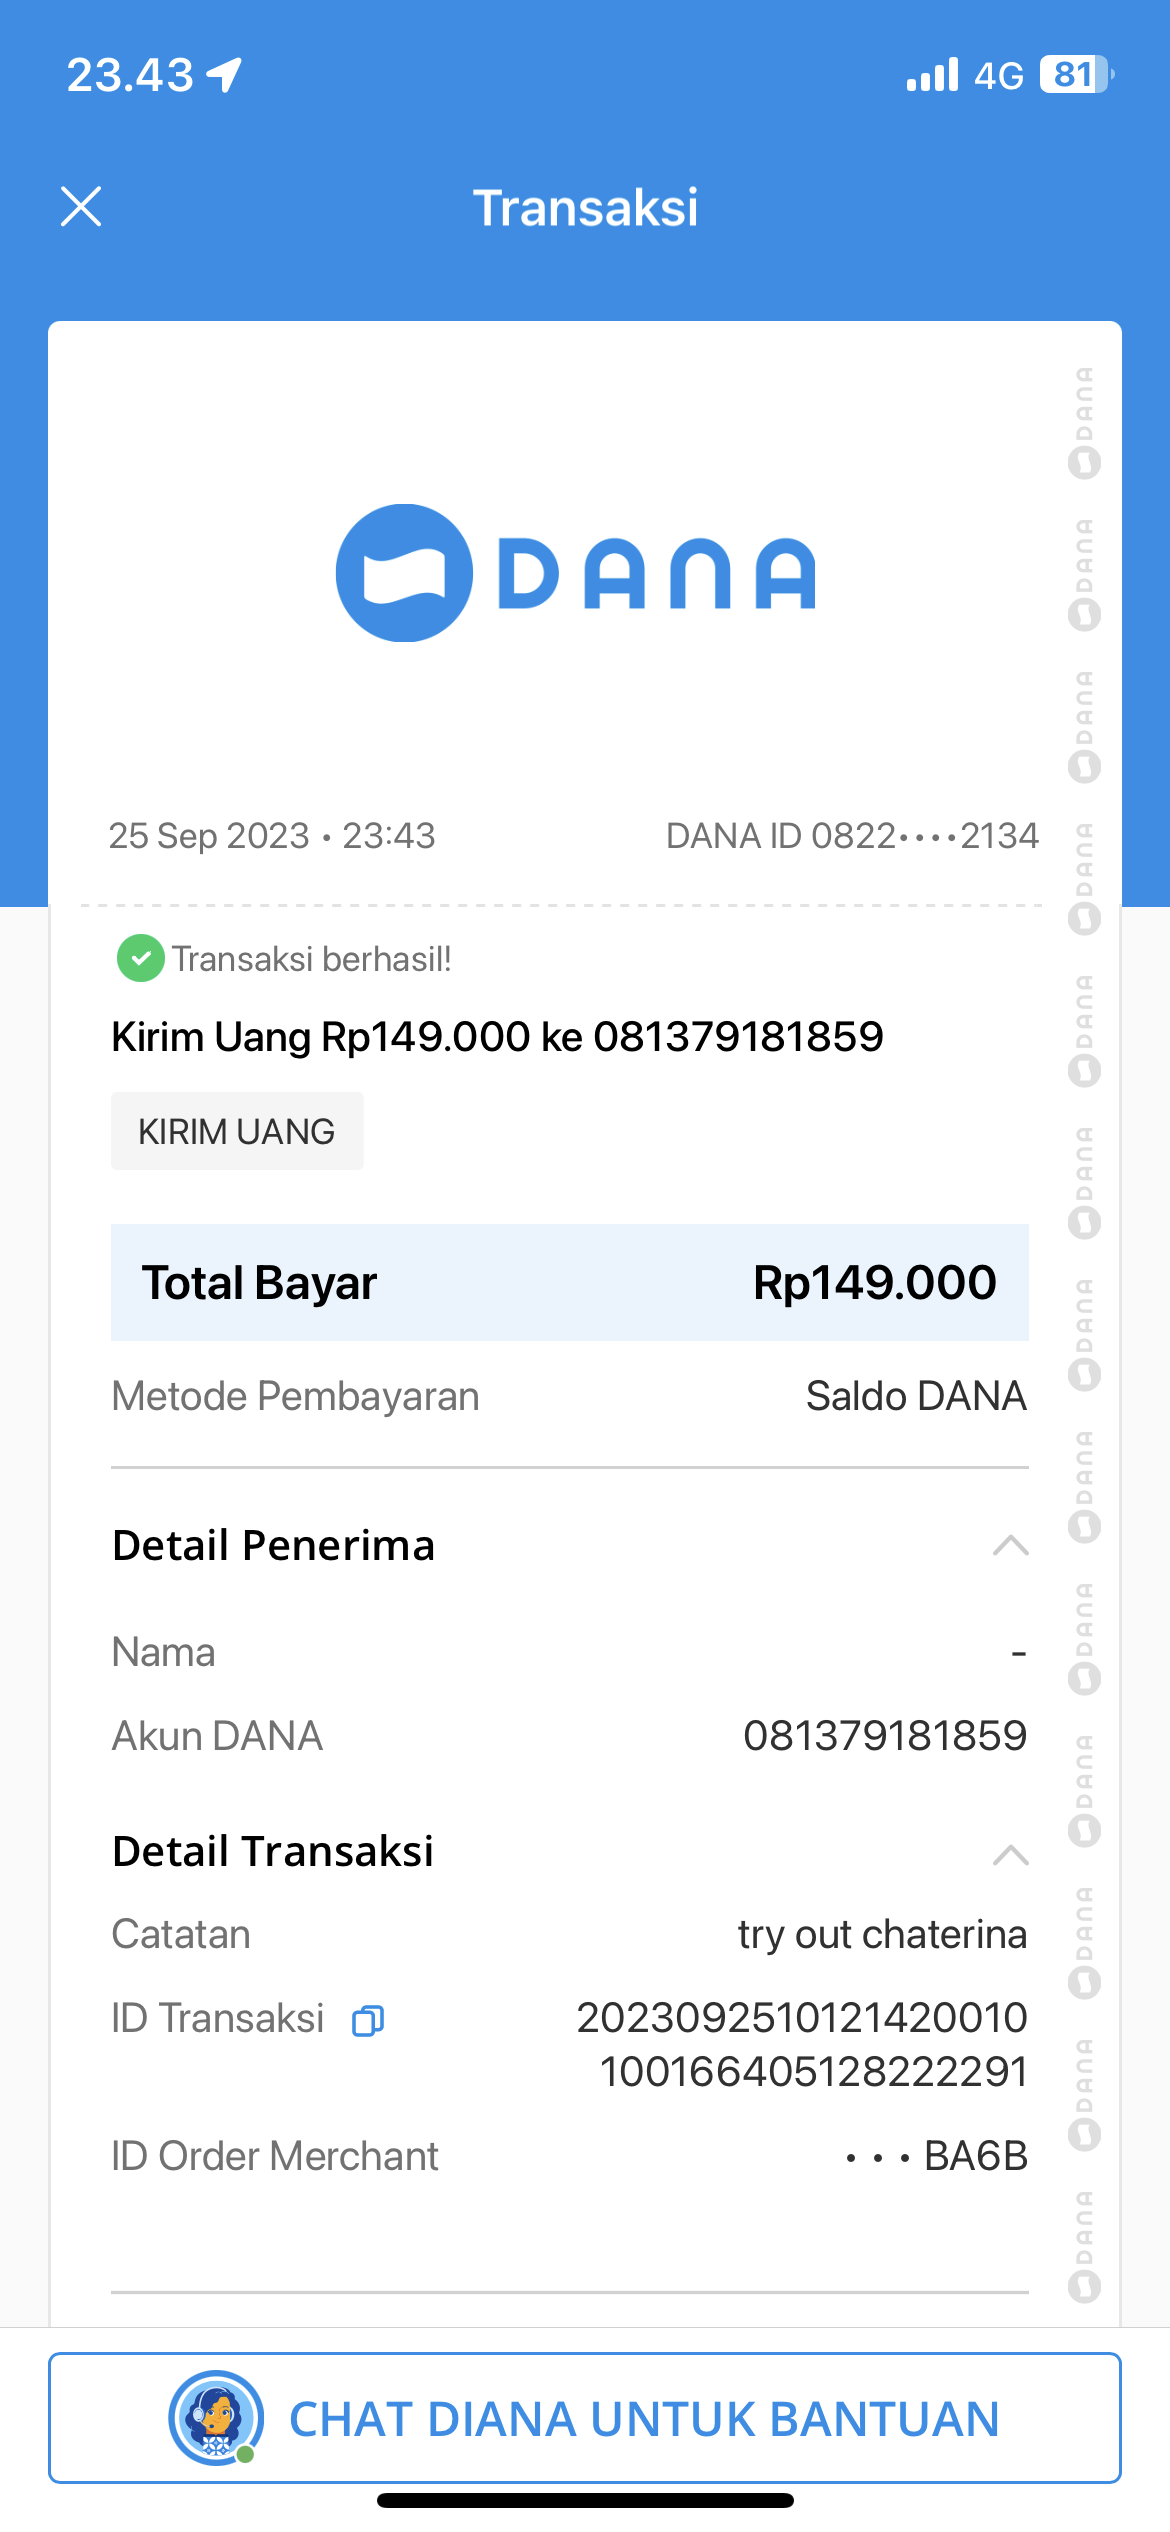 23.43
4G 81
Transaksi
DANA
25 Sep 2023 • 23:43
DANA ID 0822••••2134
Transaksi berhasil!
Kirim Uang Rp149.000 ke 081379181859
KIRIM UANG
Total Bayar Rp149.000
Metode Pembayaran Saldo DANA
Detail Penerima
Nama -
Akun DANA 081379181859
Detail Transaksi
Catatan try out chaterina
ID Transaksi 2023092510121420010
100166405128222291
ID Order Merchant • • • BA6B
CHAT DIANA UNTUK BANTUAN
DANA
DANA
DANA
DANA
DANA
DANA
DANA
DANA
DANA
DANA
DANA
DANA
DANA